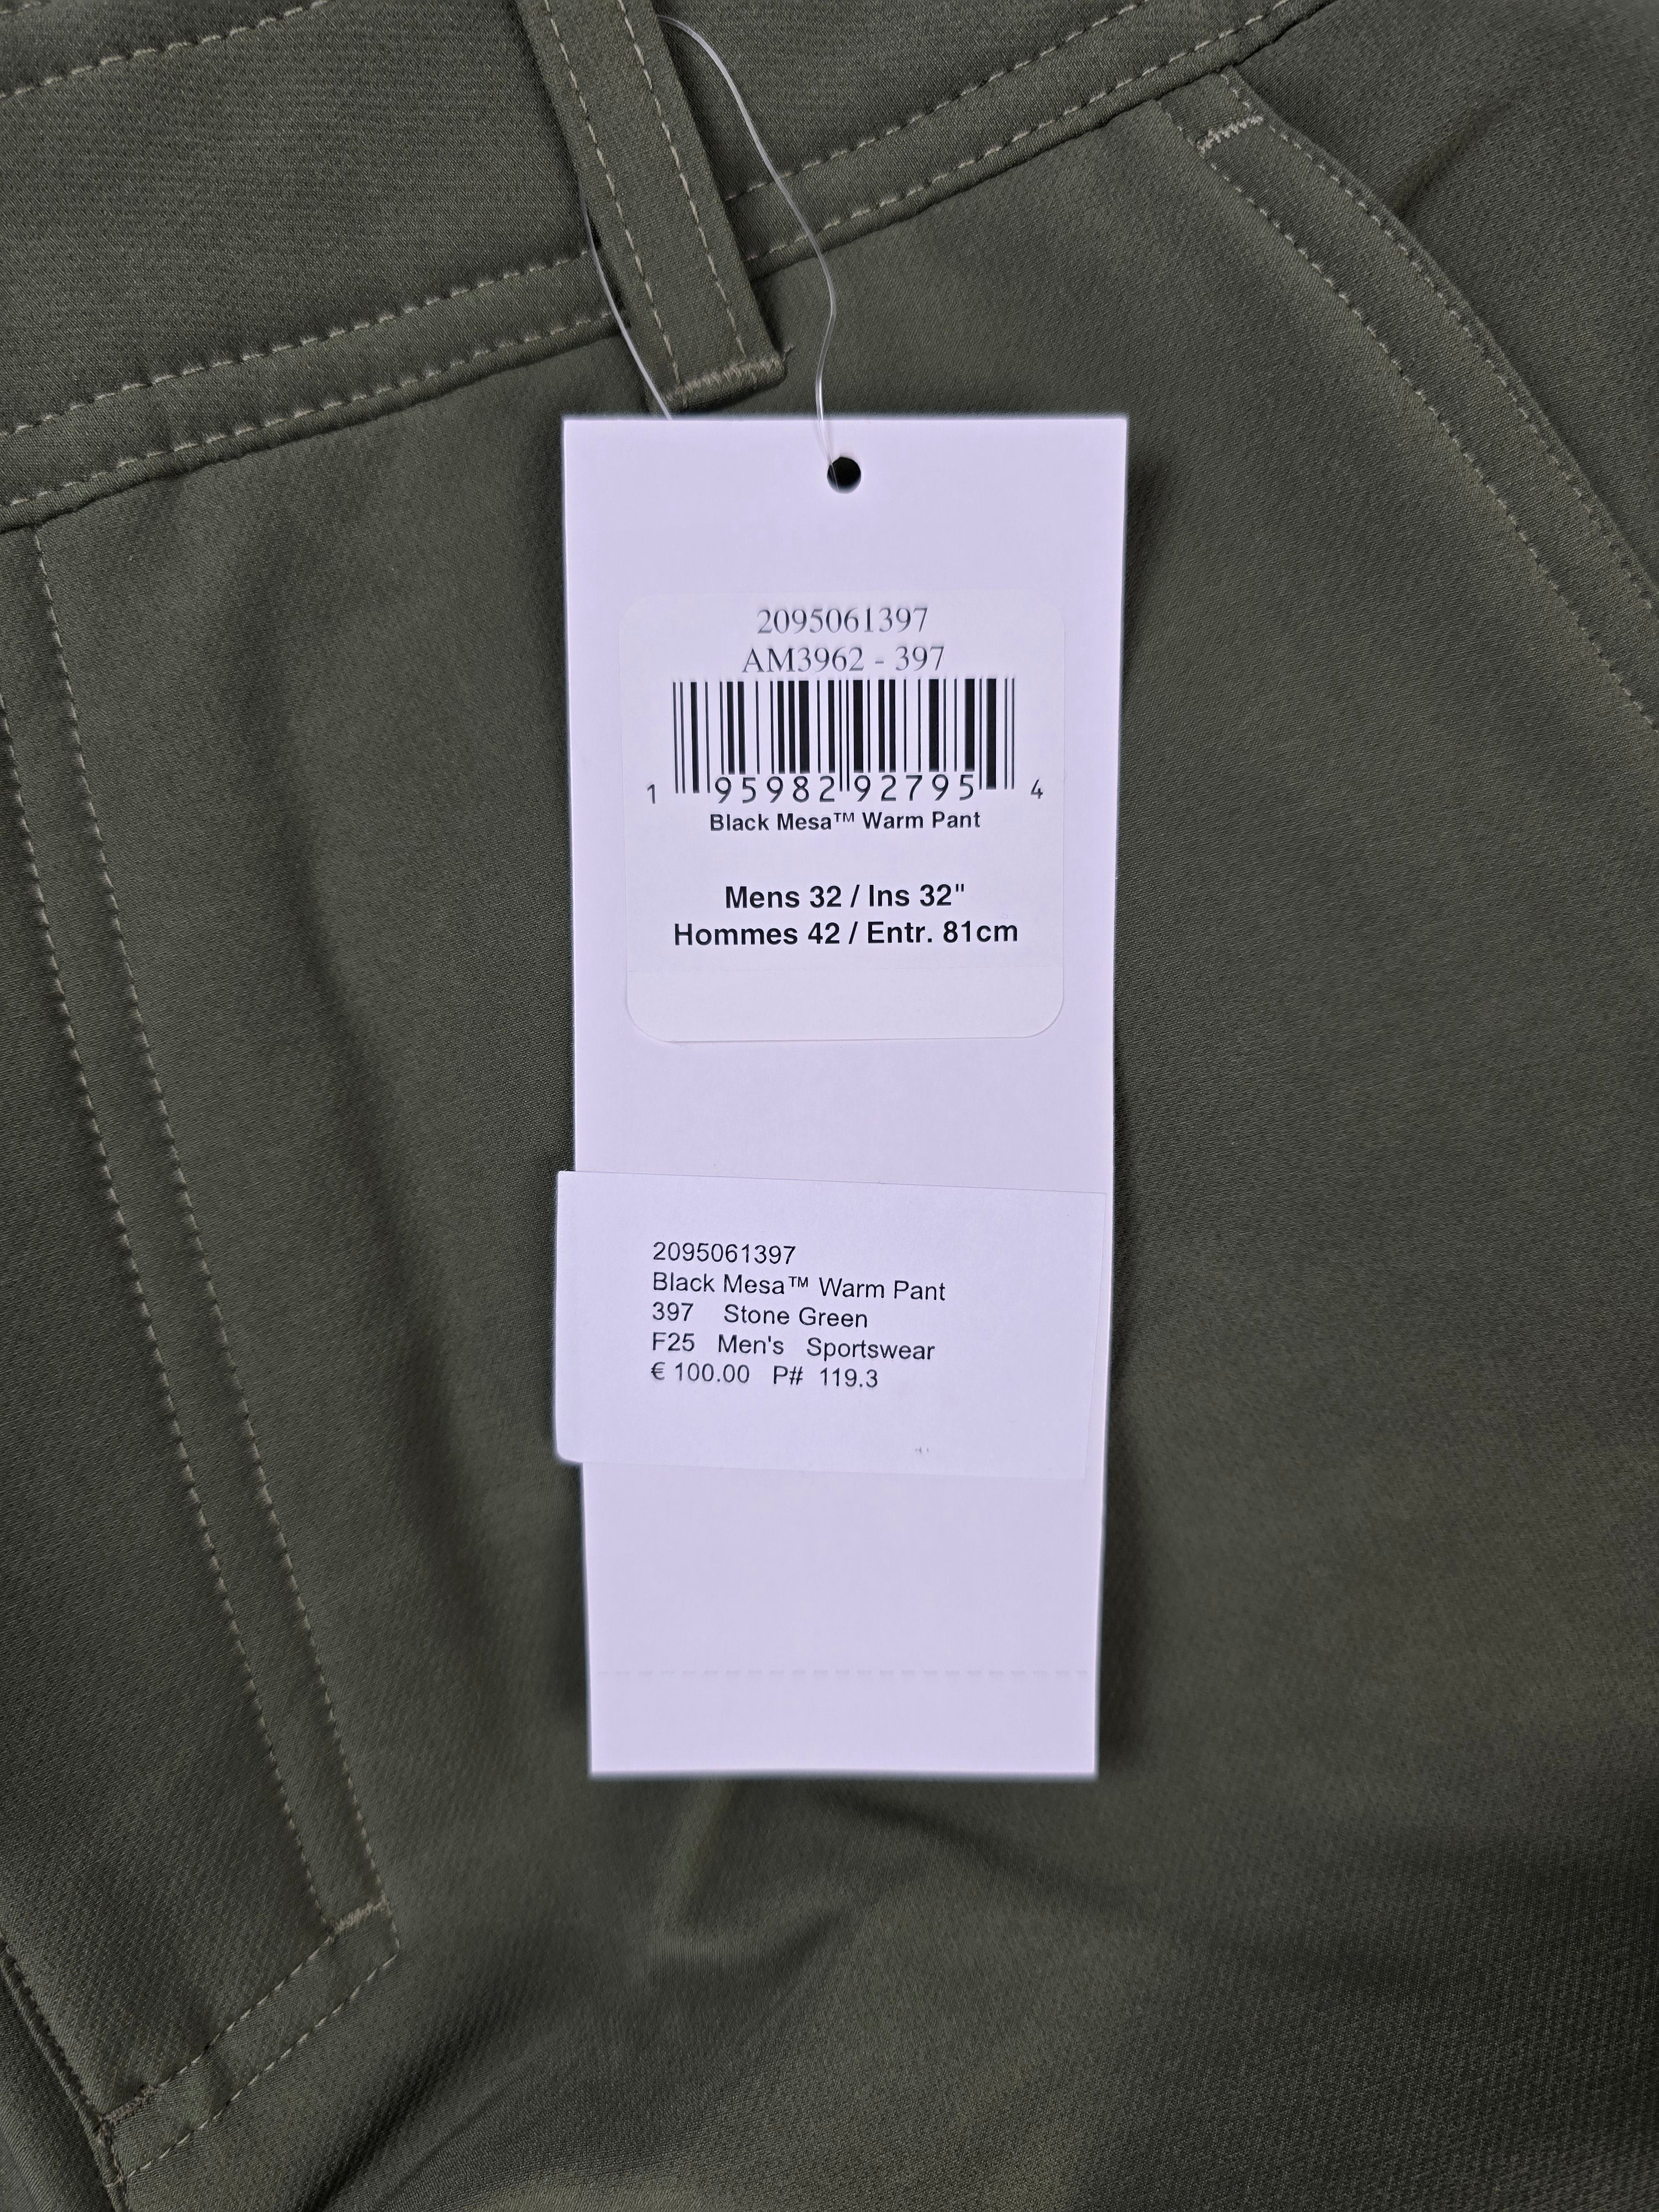 2095061397
AM3962 - 397
1 95982 92795 4
Black Mesa™ Warm Pant
Mens 32 / Ins 32"
Hommes 42 / Entr. 81cm
2095061397
Black Mesa™ Warm Pant
397 Stone Green
F25 Men's Sportswear
€ 100.00 P# 119.3